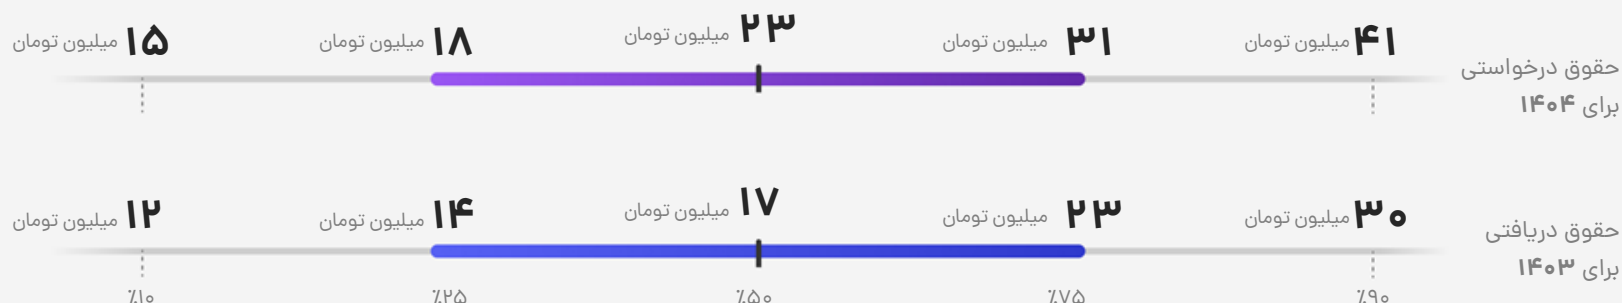 ۴۱ میلیون تومان
۳۱ میلیون تومان
۲۳ میلیون تومان
۱۸ میلیون تومان
۱۵ میلیون تومان
حقوق درخواستی
برای ۱۴۰۴
۳۰ میلیون تومان
۲۳ میلیون تومان
۱۷ میلیون تومان
۱۴ میلیون تومان
۱۲ میلیون تومان
حقوق دریافتی
برای ۱۴۰۳
٪۹۰
٪۷۵
٪۵۰
٪۲۵
٪۱۰